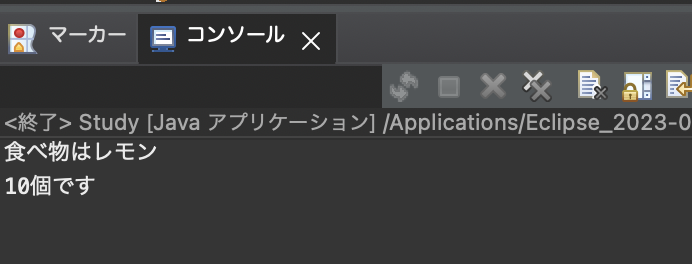 マーカー コンソール
<終了> Study [Java アプリケーション] /Applications/Eclipse_2023-0
食べ物はレモン
10個です